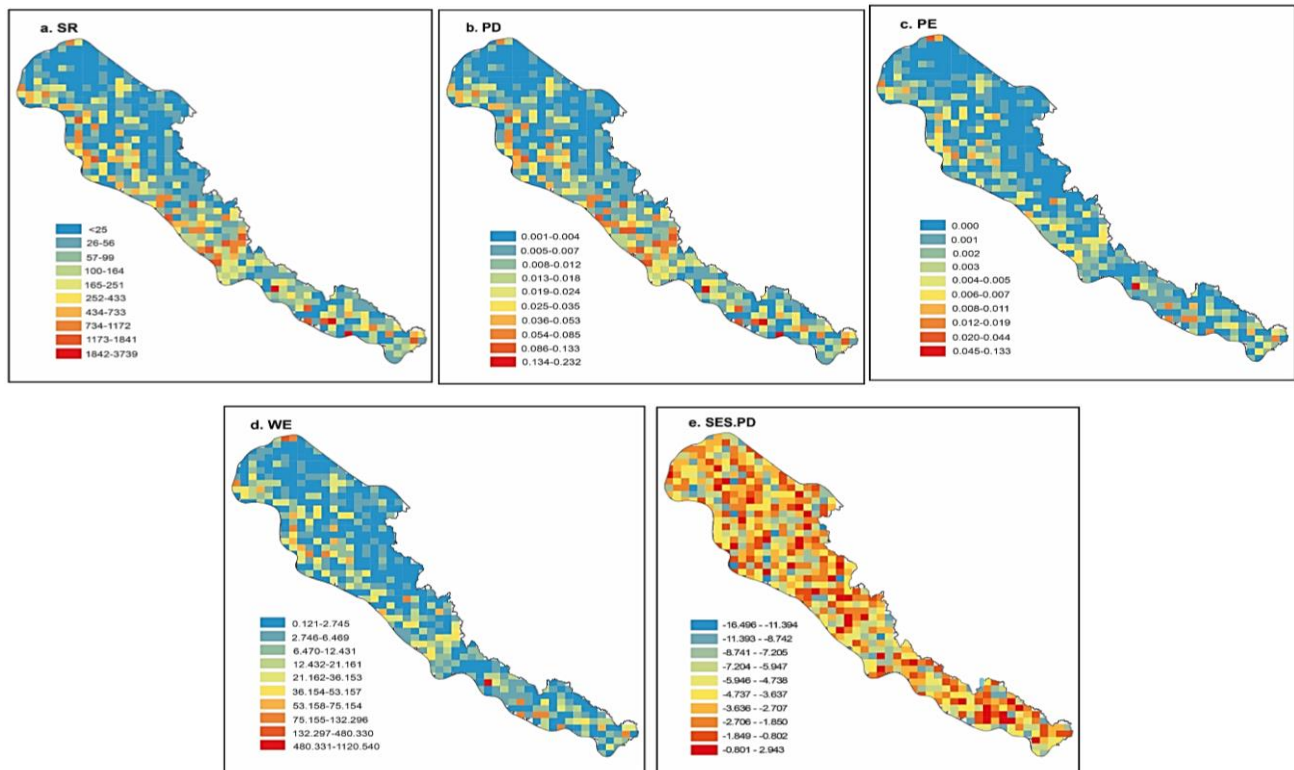 a. SR
<25
26-56
57-99
100-164
165-251
252-433
434-733
734-1172
1173-1841
1842-3739
b. PD
0.001-0.004
0.005-0.007
0.008-0.012
0.013-0.018
0.019-0.024
0.025-0.035
0.036-0.053
0.054-0.085
0.086-0.133
0.134-0.232
c. PE
0.000
0.001
0.002
0.003
0.004-0.005
0.006-0.007
0.008-0.011
0.012-0.019
0.020-0.044
0.045-0.133
d. WE
0.121-2.745
2.746-6.469
6.470-12.431
12.432-21.161
21.162-36.153
36.154-53.157
53.158-75.154
75.155-132.296
132.297-480.330
480.331-1120.540
e. SES.PD
-16.496 - -11.394
-11.393 - -8.742
-8.741 - -7.205
-7.204 - -5.947
-5.946 - -4.738
-4.737 - -3.637
-3.636 - -2.707
-2.706 - -1.850
-1.849 - -0.802
-0.801 - 2.943